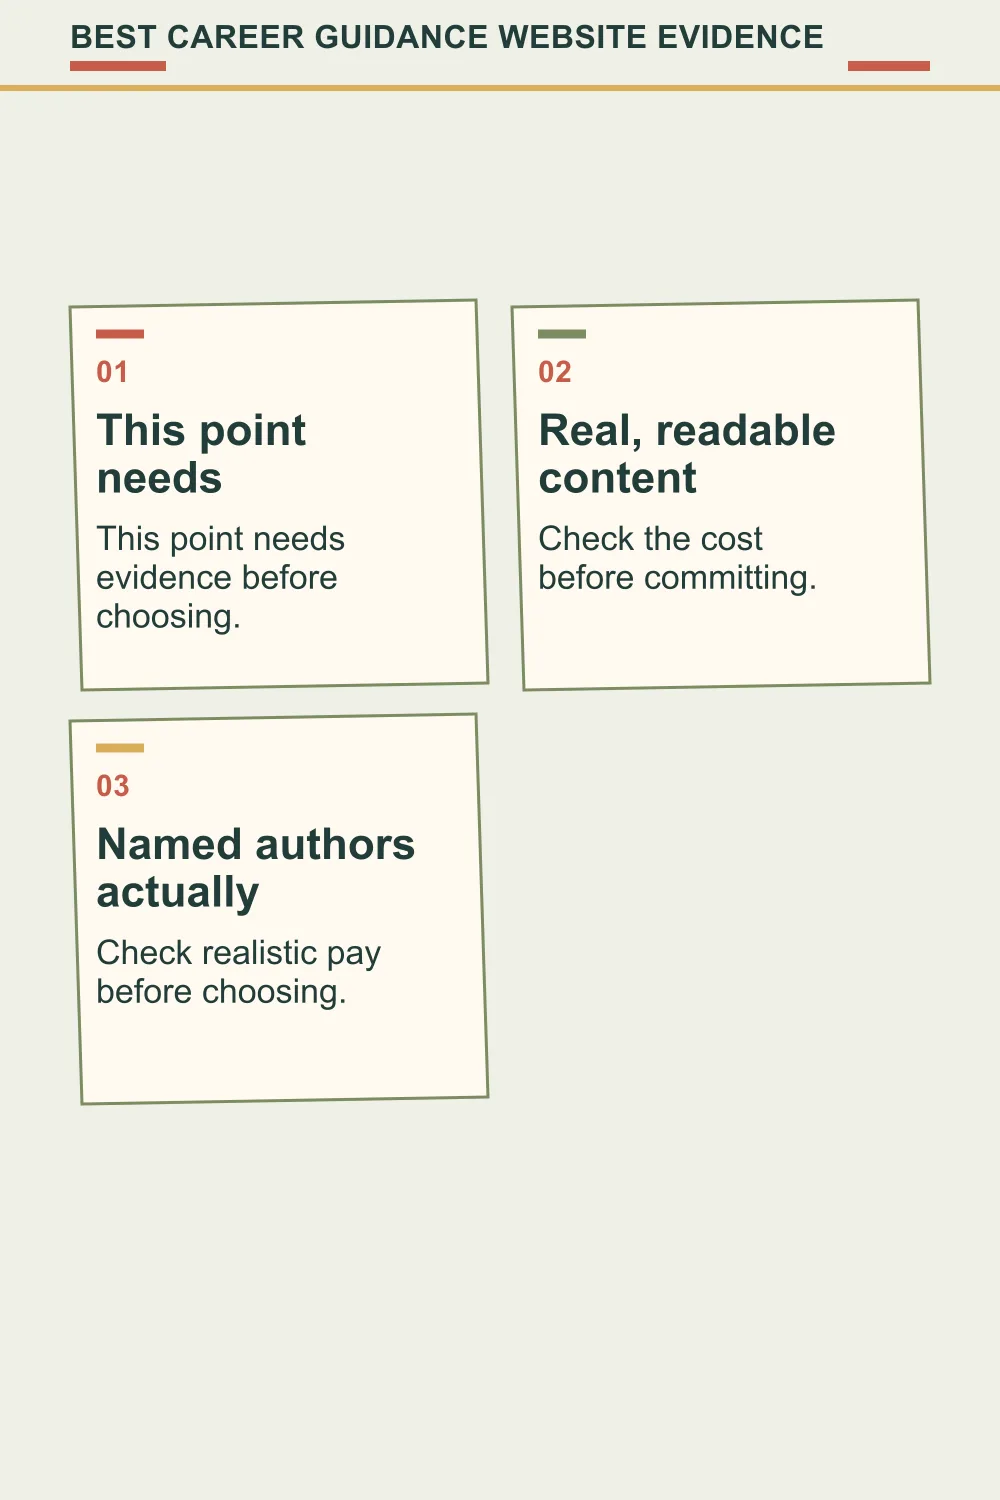 BEST CAREER GUIDANCE WEBSITE EVIDENCE
01
This point
needs
This point needs
evidence before
choosing.
02
Real, readable
content
Check the cost
before committing.
03
Named authors
actually
Check realistic pay
before choosing.